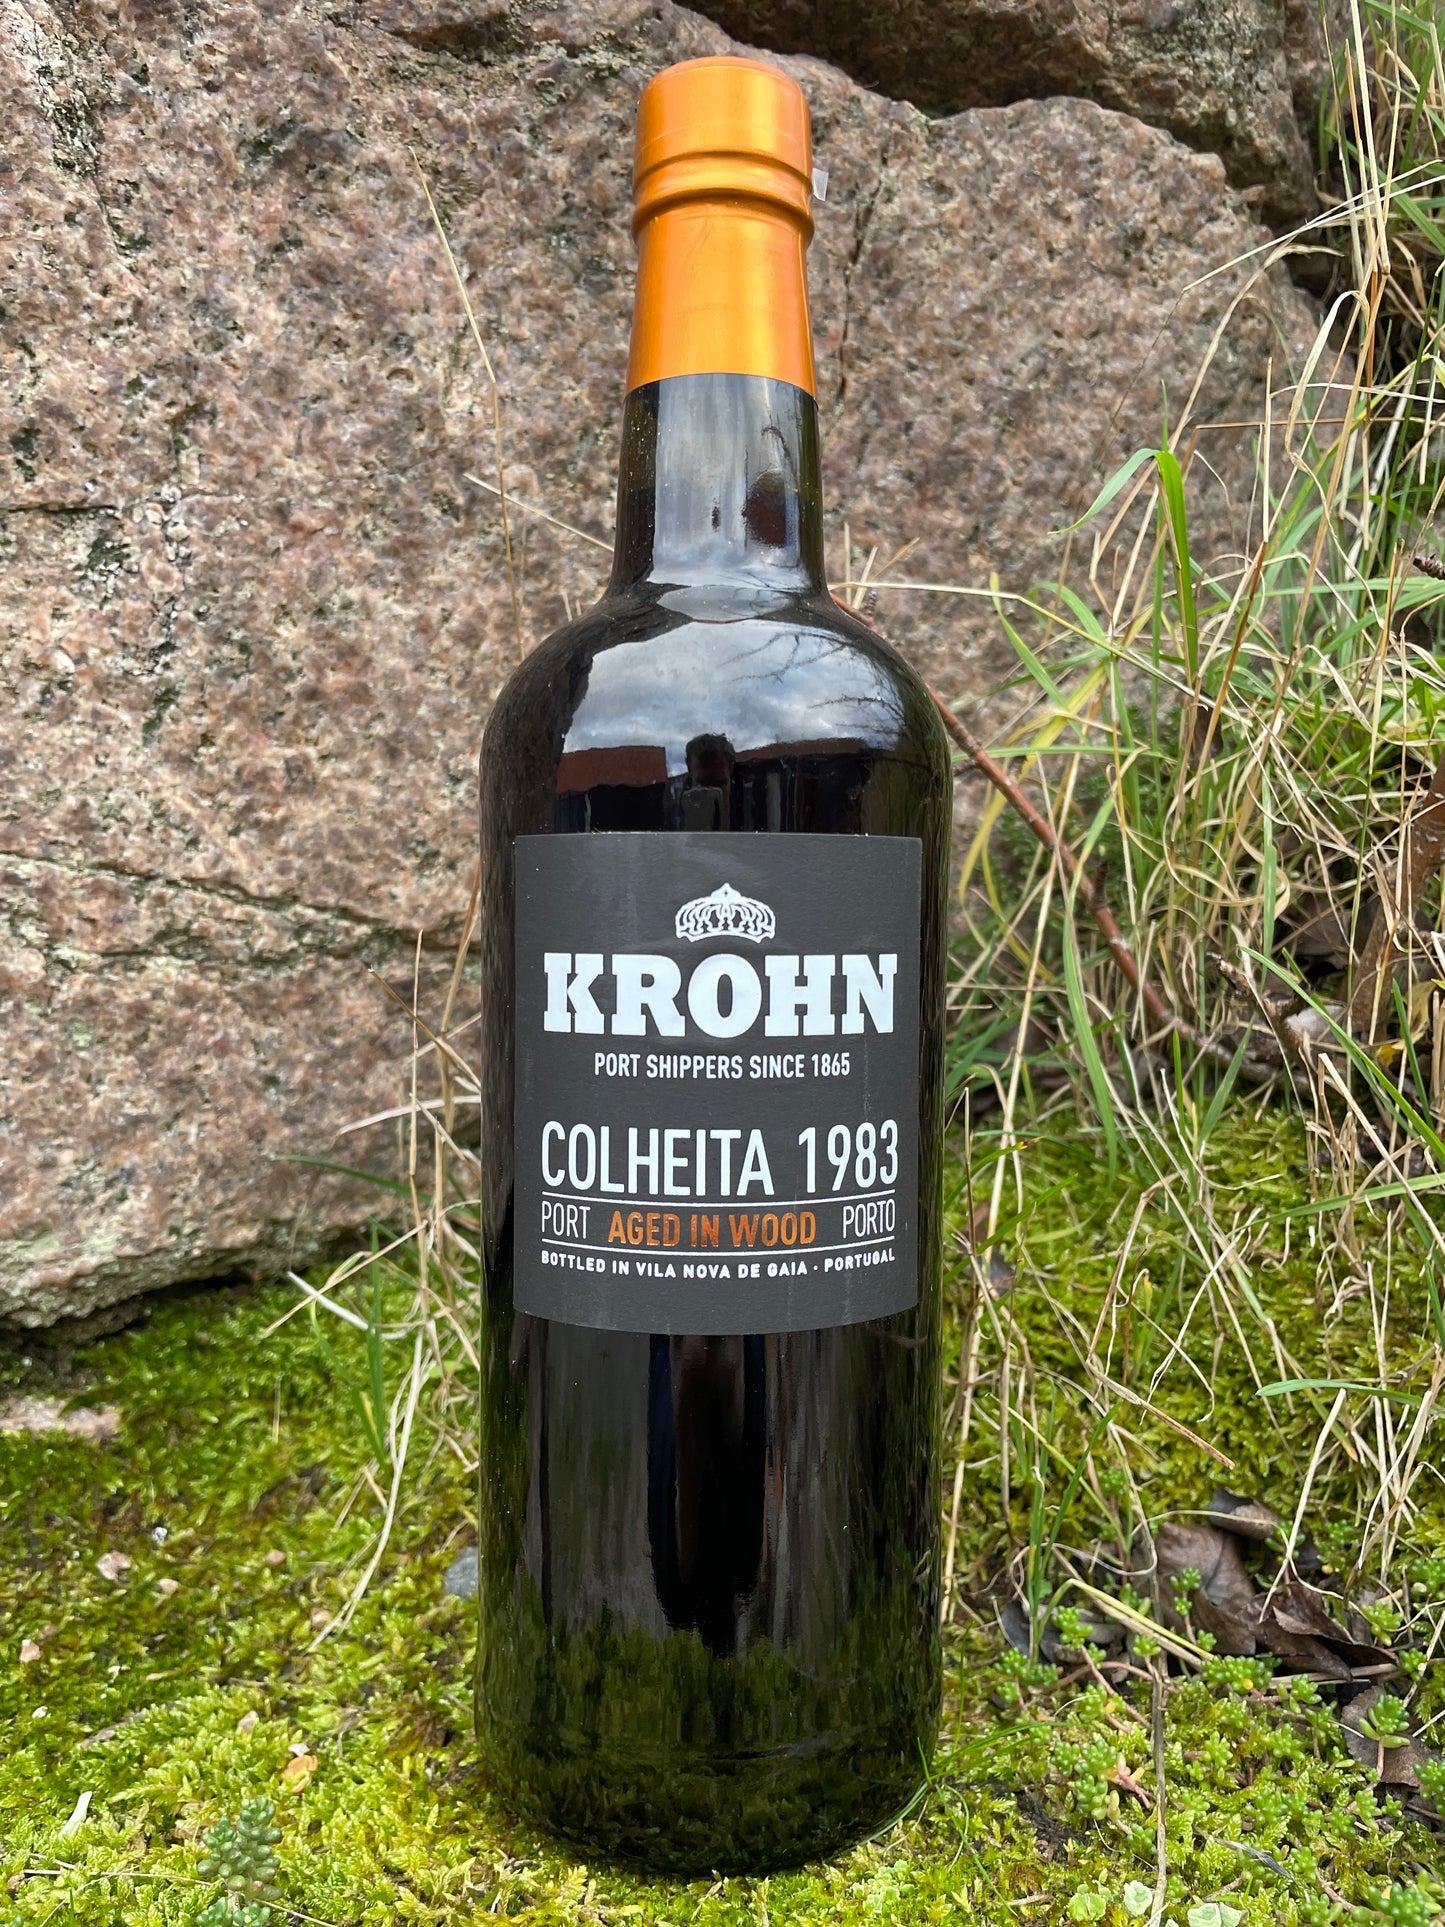 KROHN
PORT SHIPPERS SINCE 1865
COLHEITA 1983
PORT AGED IN WOOD PORTO
BOTTLED IN VILA NOVA DE GAIA · PORTUGAL